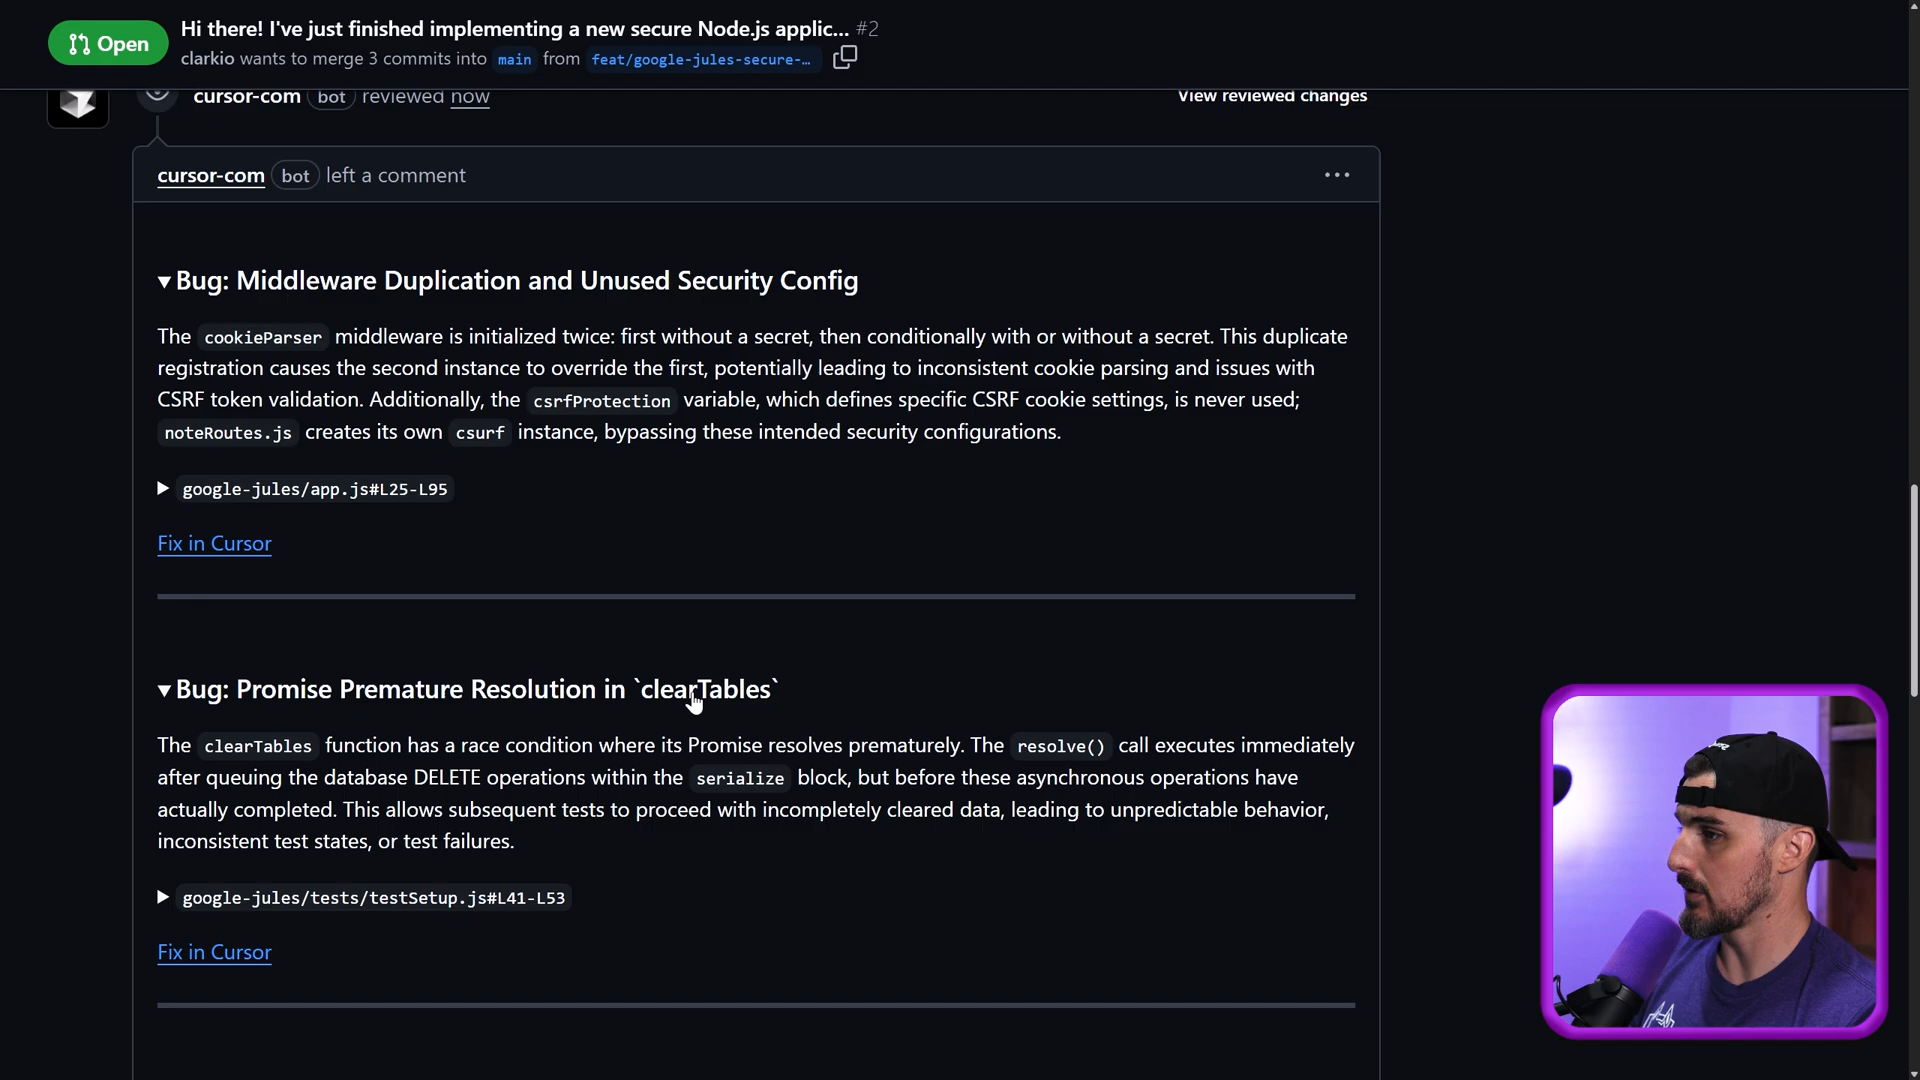 Open
Hi there! I've just finished implementing a new secure Node.js applic... #2
clarkio wants to merge 3 commits into main from feat/google-jules-secure-…
cursor-com bot reviewed now
View reviewed changes
cursor-com bot left a comment
Bug: Middleware Duplication and Unused Security Config
The cookieParser middleware is initialized twice: first without a secret, then conditionally with or without a secret. This duplicate
registration causes the second instance to override the first, potentially leading to inconsistent cookie parsing and issues with
CSRF token validation. Additionally, the csrfProtection variable, which defines specific CSRF cookie settings, is never used;
noteRoutes.js creates its own csurf instance, bypassing these intended security configurations.
google-jules/app.js#L25-L95
Fix in Cursor
Bug: Promise Premature Resolution in `clearTables`
The clearTables function has a race condition where its Promise resolves prematurely. The resolve() call executes immediately
after queuing the database DELETE operations within the serialize block, but before these asynchronous operations have
actually completed. This allows subsequent tests to proceed with incompletely cleared data, leading to unpredictable behavior,
inconsistent test states, or test failures.
google-jules/tests/testSetup.js#L41-L53
Fix in Cursor